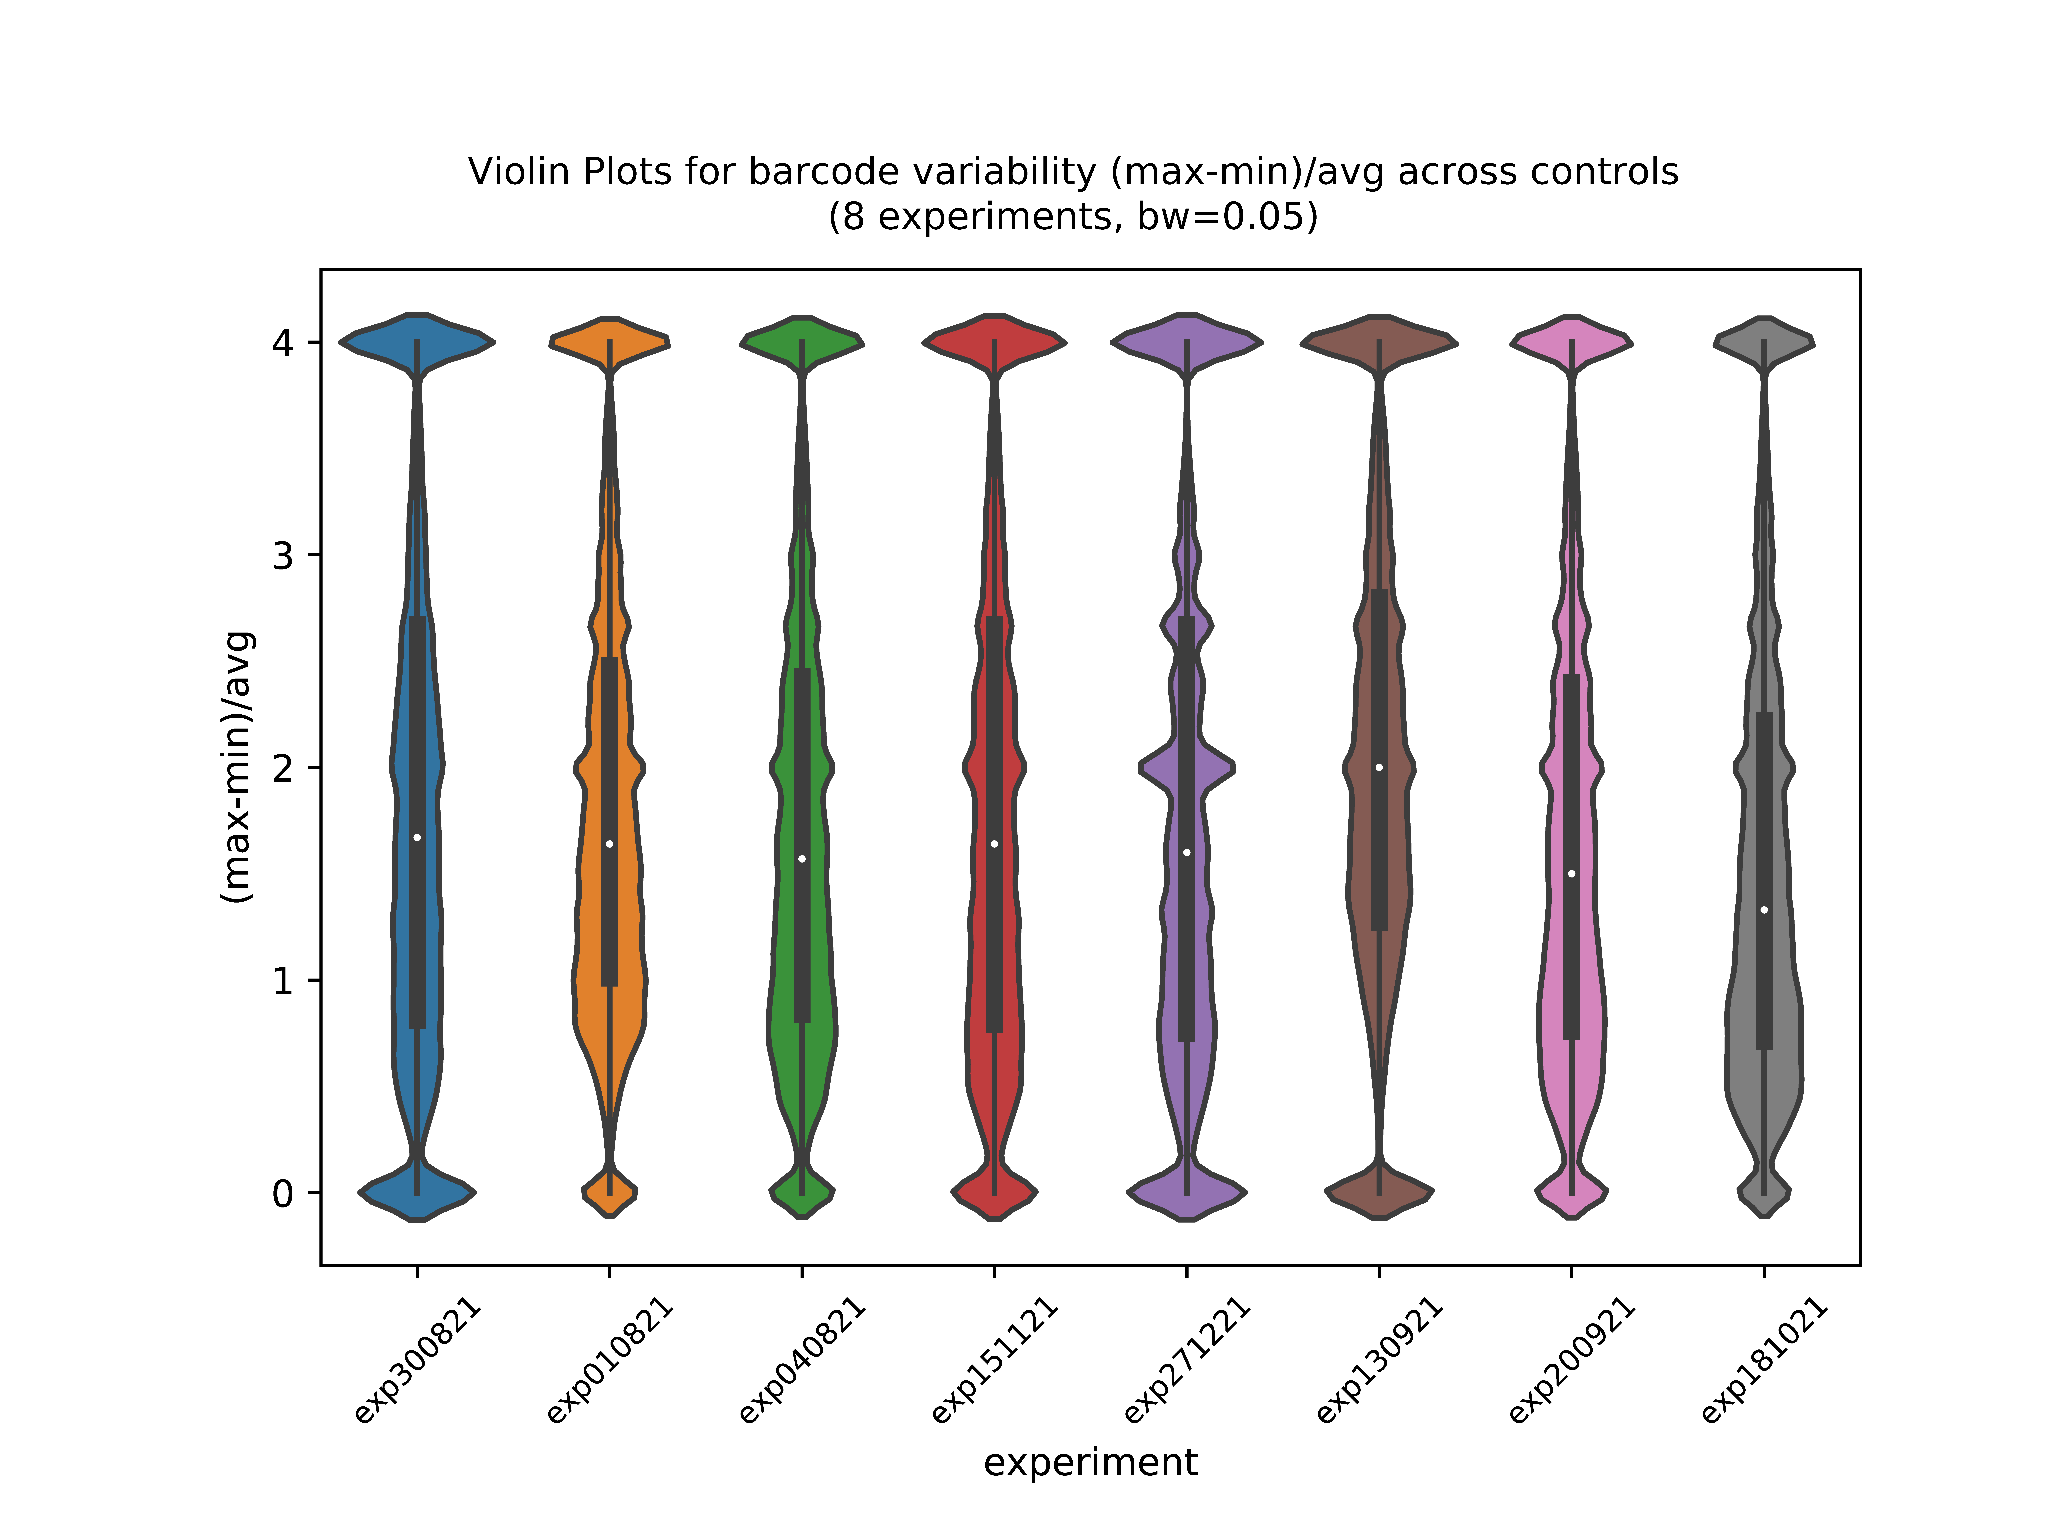 Violin Plots for barcode variability (max-min)/avg across controls
(8 experiments, bw=0.05)
(max-min)/avg
4
3
2
1
0
exp300821
exp010821
exp040821
exp151121
exp271221
exp130921
exp200921
exp181021
experiment